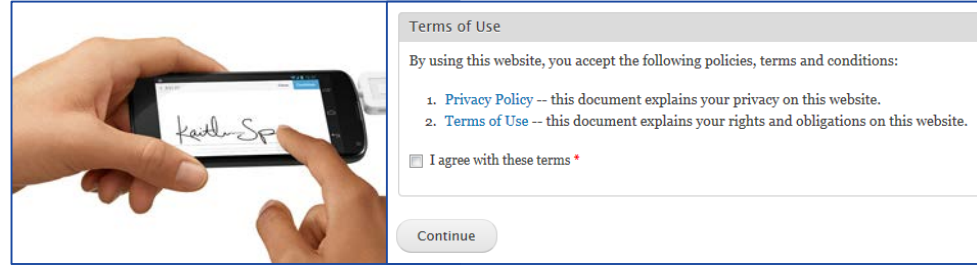 Kaitlin Sp
Terms of Use
By using this website, you accept the following policies, terms and conditions:
1. Privacy Policy -- this document explains your privacy on this website.
2. Terms of Use -- this document explains your rights and obligations on this website.
I agree with these terms *
Continue